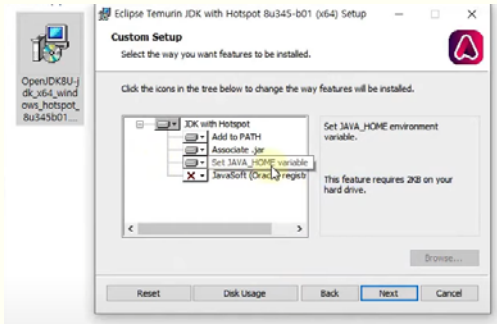 Eclipse Temurin JDK with Hotspot 8u345-b01 (x64) Setup
Custom Setup
Select the way you want features to be installed.
OpenJDK8U-j
dk_x64_wind
ows_hotspot_
8u345b01....
Click the icons in the tree below to change the way features will be installed.
JDK with Hotspot
Add to PATH
Associate .jar
Set JAVA_HOME variable
JavaSoft (Oracle) registr
Set JAVA_HOME environment
variable.
This feature requires 2KB on your
hard drive.
Browse...
Reset
Disk Usage
Back
Next
Cancel